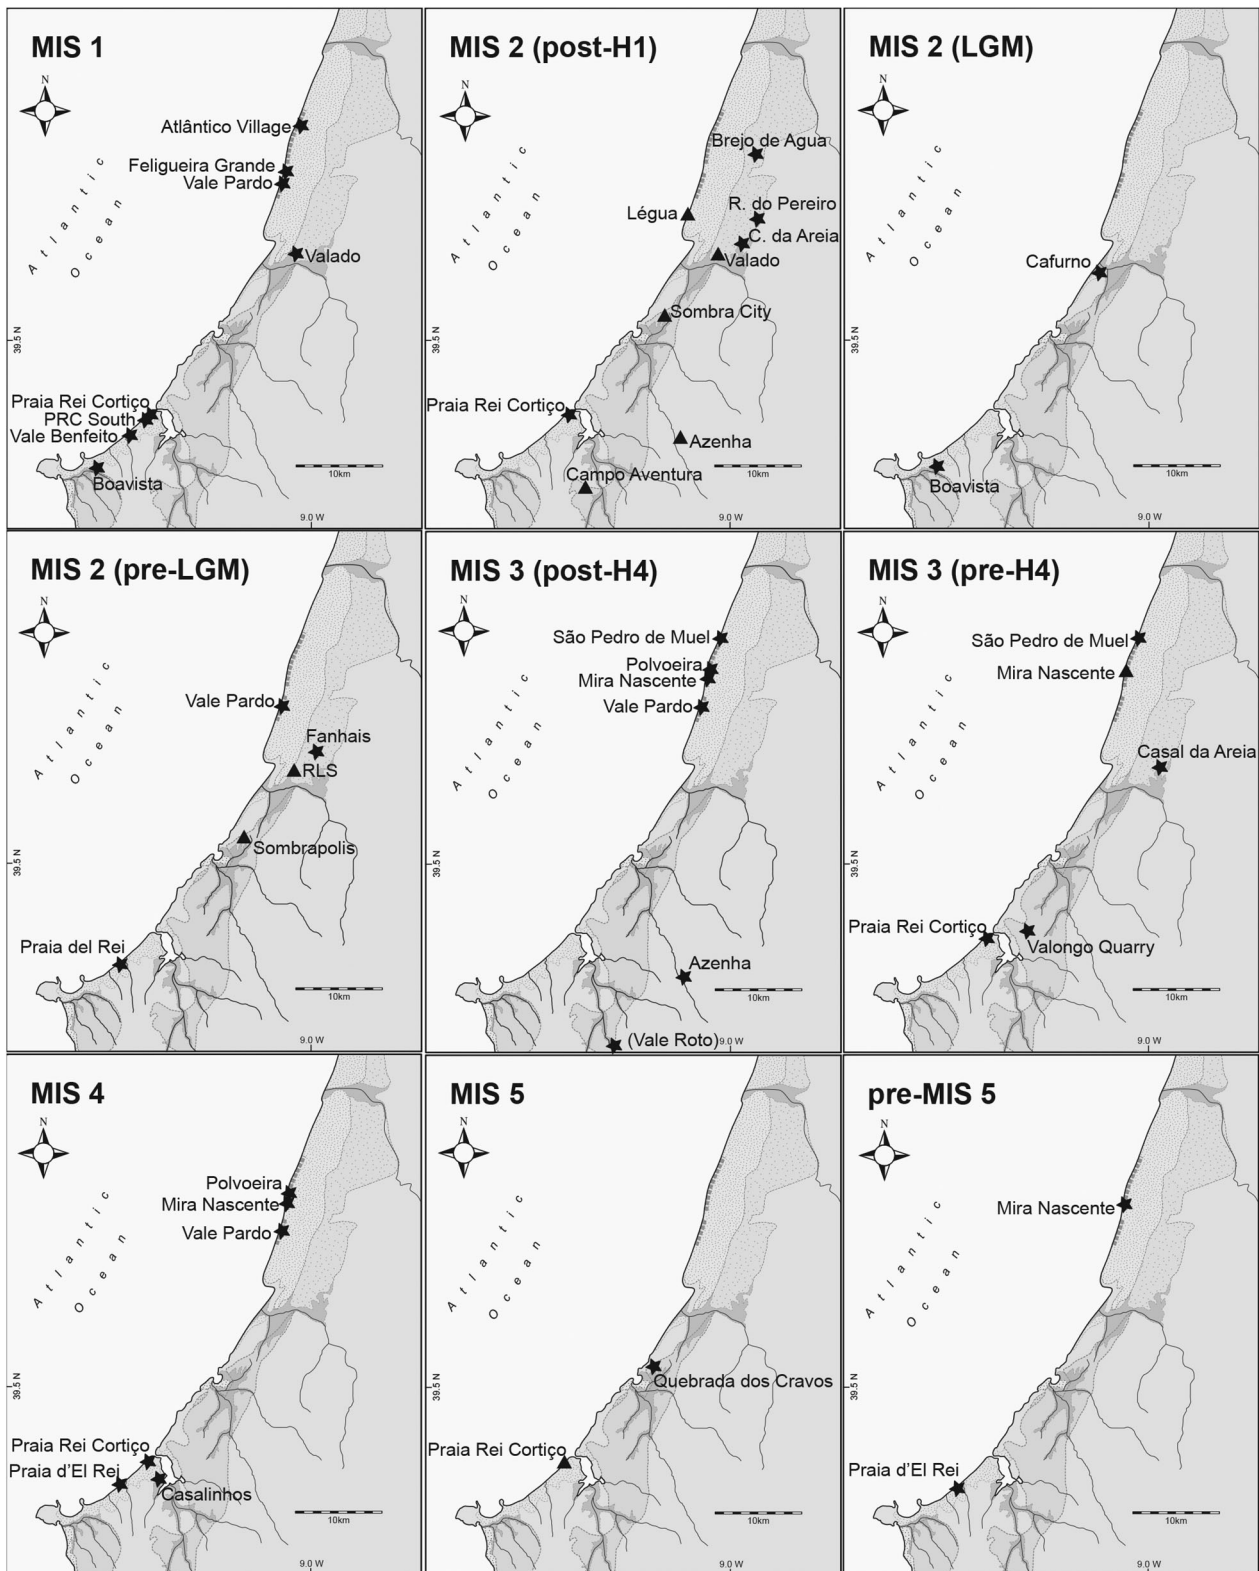 MIS 1
N
Atlântico Village
Feligueira Grande
Vale Pardo
Atlantic
Ocean
Valado
39.5 N
Praia Rei Cortiço
PRC South
Vale Benfeito
Boavista
10km
9.0 W
MIS 2 (post-H1)
N
Brejo de Agua
Atlantic
Ocean
Légua
R. do Pereiro
C. da Areia
Valado
Sombra City
39.5 N
Praia Rei Cortiço
Azenha
Campo Aventura
10km
9.0 W
MIS 2 (LGM)
N
Atlantic
Ocean
Cafurno
39.5 N
Boavista
10km
9.0 W
MIS 2 (pre-LGM)
N
Atlantic
Ocean
Vale Pardo
Fanhais
RLS
Sombrapolis
39.5 N
Praia del Rei
10km
9.0 W
MIS 3 (post-H4)
N
São Pedro de Muel
Polvoeira
Mira Nascente
Vale Pardo
Atlantic
Ocean
39.5 N
Azenha
10km
(Vale Roto)
9.0 W
MIS 3 (pre-H4)
N
São Pedro de Muel
Mira Nascente
Atlantic
Ocean
Casal da Areia
39.5 N
Praia Rei Cortiço
Valongo Quarry
10km
9.0 W
MIS 4
N
Polvoeira
Mira Nascente
Vale Pardo
Atlantic
Ocean
39.5 N
Praia Rei Cortiço
Praia d'El Rei
Casalinhos
10km
9.0 W
MIS 5
N
Atlantic
Ocean
Quebrada dos Cravos
39.5 N
Praia Rei Cortiço
10km
9.0 W
pre-MIS 5
N
Mira Nascente
Atlantic
Ocean
39.5 N
Praia d'El Rei
10km
9.0 W